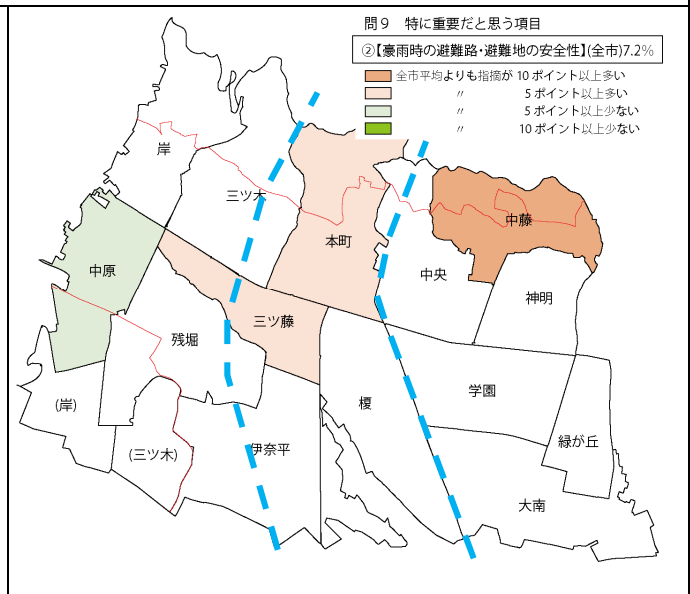 問９　特に重要だと思う項目
②【豪雨時の避難路・避難地の安全性】(全市)7.2%
全市平均よりも指摘が 10 ポイント以上多い
〃 5 ポイント以上多い
〃 5 ポイント以上少ない
〃 10 ポイント以上少ない
岸
三ツ木
本町
中藤
中原
中央
神明
三ツ藤
残堀
学園
榎
(岸)
緑が丘
(三ツ木)
伊奈平
大南